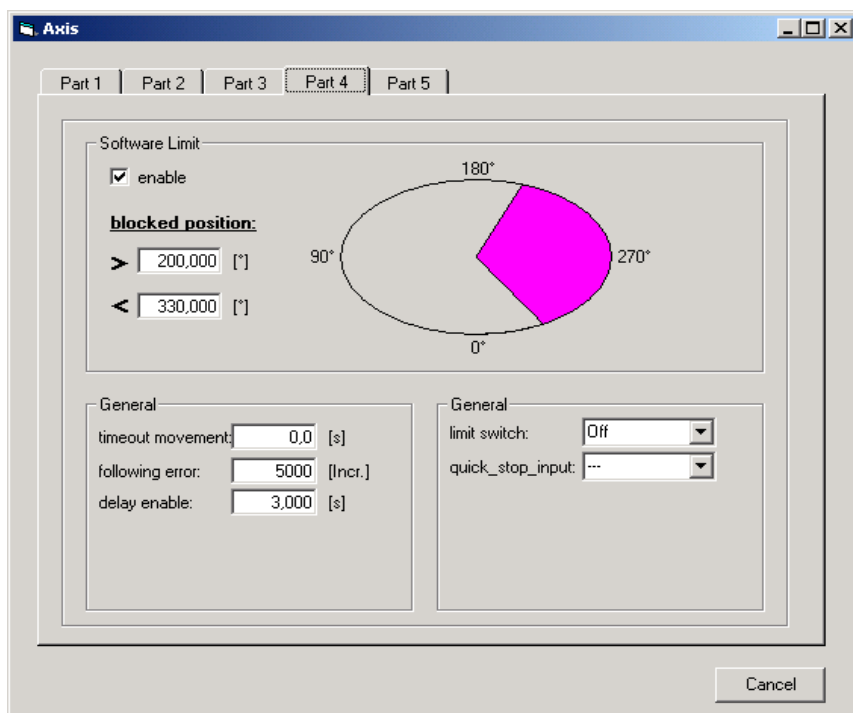 Axis
Part 1 Part 2 Part 3 Part 4 Part 5
Software Limit
enable
blocked position:
> 200,000 [°]
< 330,000 [°]
180°
90°
270°
0°
General
timeout movement: 0,0 [s]
following error: 5000 [Incr.]
delay enable: 3,000 [s]
General
limit switch: Off
quick_stop_input: ---
Cancel